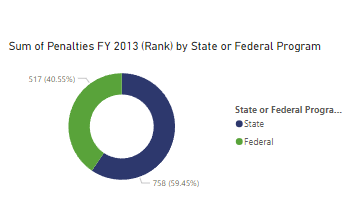 Sum of Penalties FY 2013 (Rank) by State or Federal Program
517 (40.55%)
State or Federal Progra...
State
Federal
758 (59.45%)